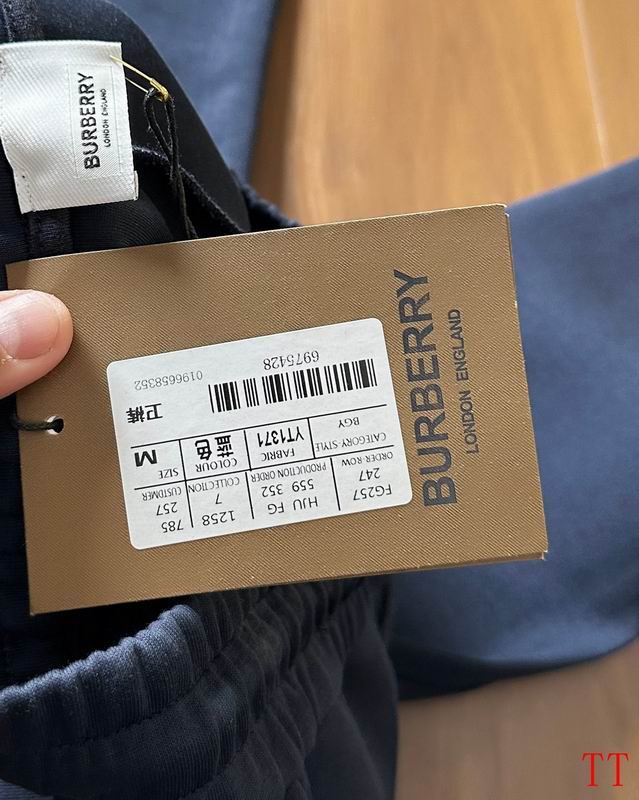 BURBERRY
LONDON ENGLAND
BURBERRY
LONDON ENGLAND
FG257 HJU FG 1258 785
247 559 352 7 257
ORDER-ROW PRODUCTION ORDER COLLECTION CUSTOMER
CATEGORY-STYLE FABRIC COLOUR SIZE
BGY YT1371 蓝色 M
卫裤
6975428
0196658352
TT